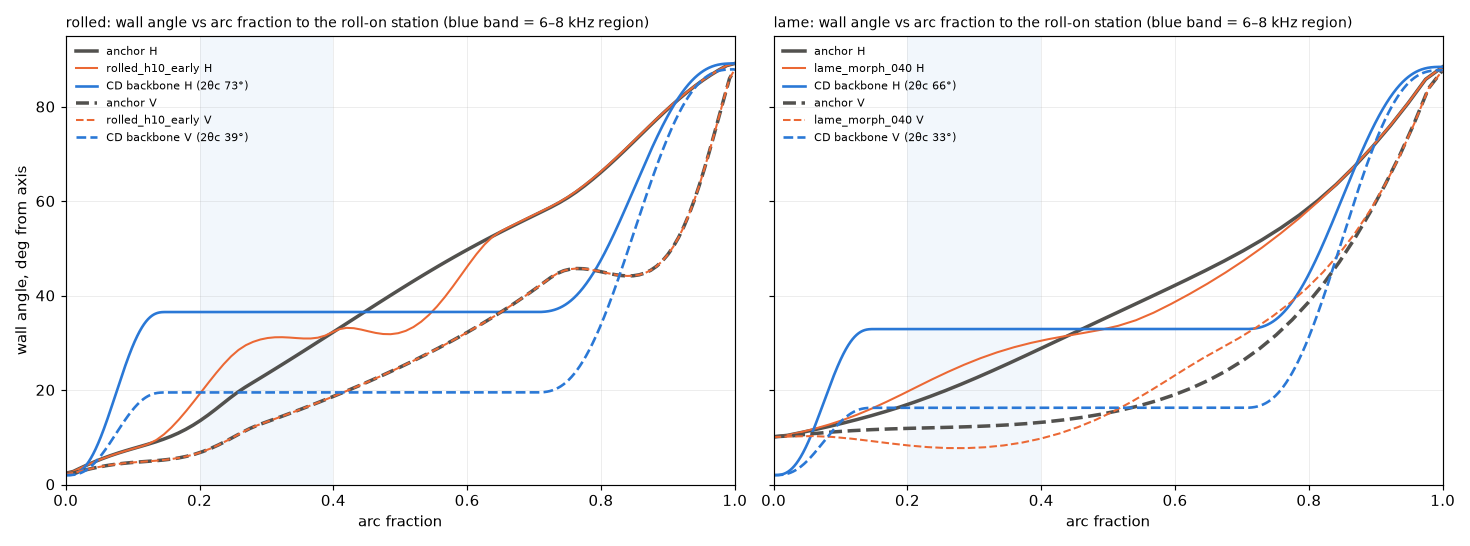 rolled: wall angle vs arc fraction to the roll-on station (blue band = 6–8 kHz region)
anchor H
rolled_h10_early H
CD backbone H (2θc 73°)
anchor V
rolled_h10_early V
CD backbone V (2θc 39°)
wall angle, deg from axis
80
60
40
20
0
0.0 0.2 0.4 0.6 0.8 1.0
arc fraction
lame: wall angle vs arc fraction to the roll-on station (blue band = 6–8 kHz region)
anchor H
lame_morph_040 H
CD backbone H (2θc 66°)
anchor V
lame_morph_040 V
CD backbone V (2θc 33°)
0.0 0.2 0.4 0.6 0.8 1.0
arc fraction